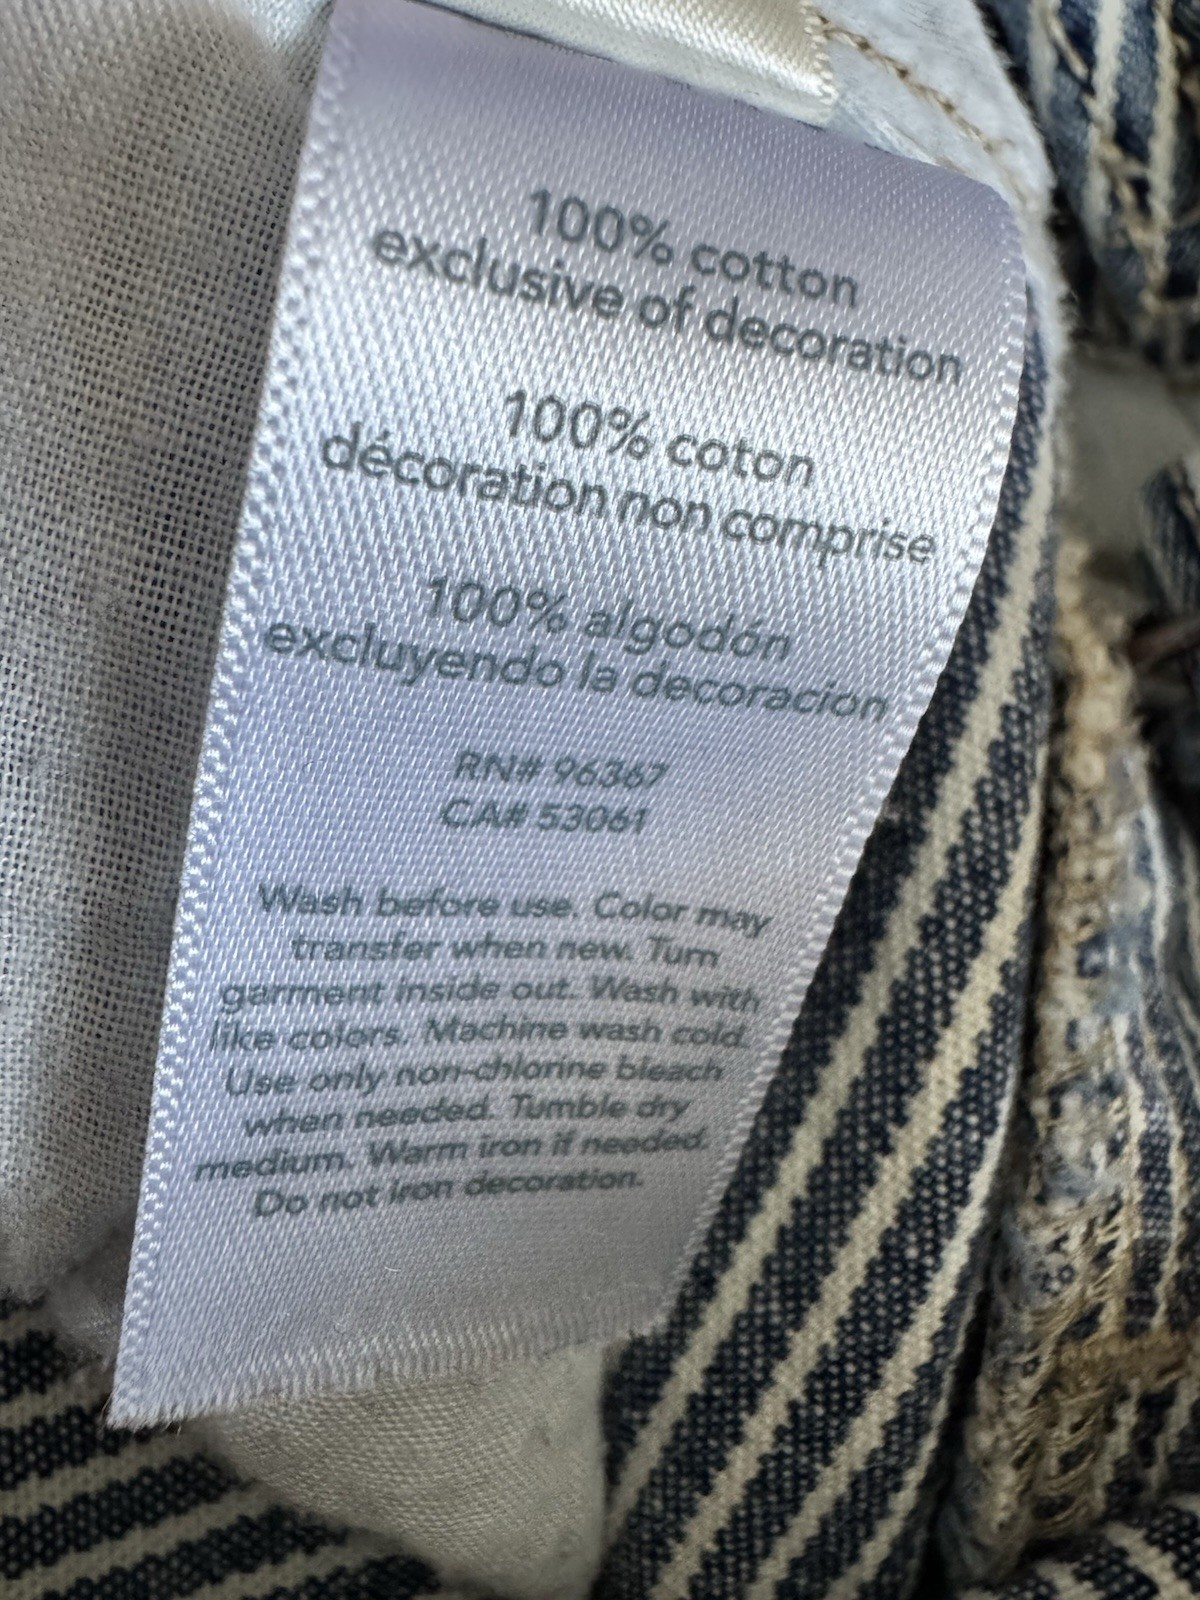 100% cotton
exclusive of decoration
100% coton
décoration non comprise
100% algodón
excluyendo la decoracíon
RN# 96367
CA# 53061
Wash before use. Color may
transfer when new. Turn
garment inside out. Wash with
like colors. Machine wash cold.
Use only non-chlorine bleach
when needed. Tumble dry
medium. Warm iron if needed.
Do not iron decoration.